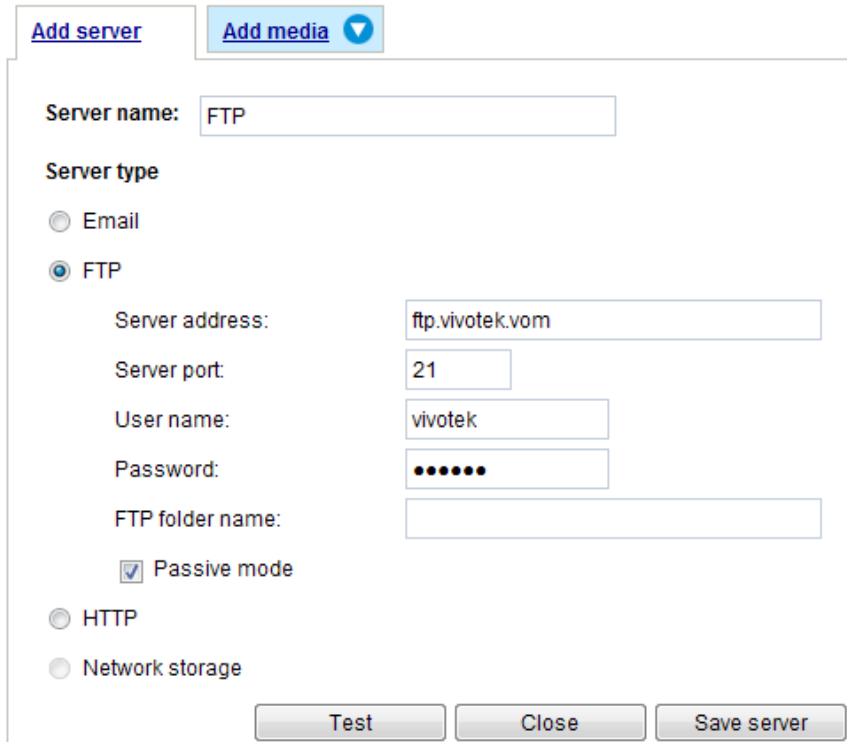 Add server Add media
Server name: FTP
Server type
Email
FTP
Server address: ftp.vivotek.vom
Server port: 21
User name: vivotek
Password: ●●●●●●
FTP folder name:
Passive mode
HTTP
Network storage
Test Close Save server